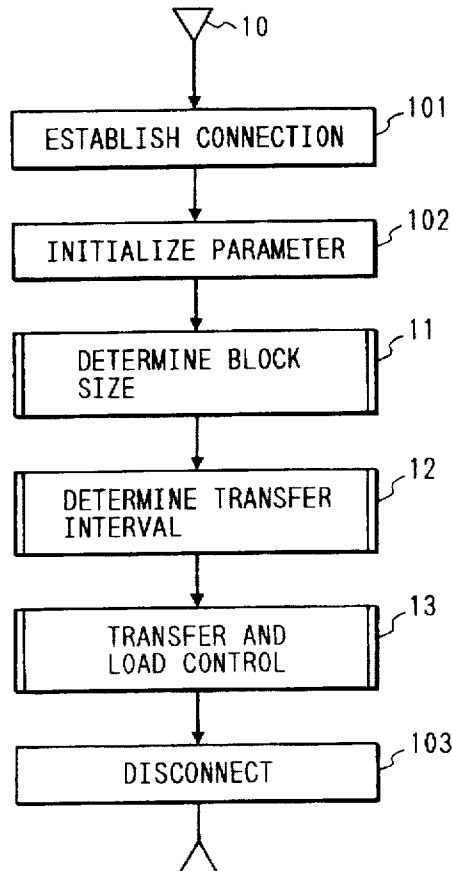 10
101
ESTABLISH CONNECTION
102
INITIALIZE PARAMETER
11
DETERMINE BLOCK
SIZE
12
DETERMINE TRANSFER
INTERVAL
13
TRANSFER AND
LOAD CONTROL
103
DISCONNECT